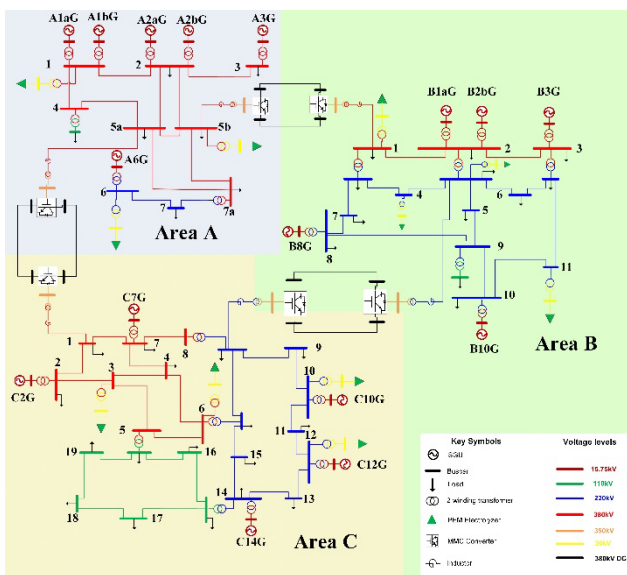 A1aG A1bG A2aG A2bG A3G
1 2 3
4
5a 5b
A6G
6
7
7a
Area A
B1aG B2bG B3G
1 2 3
4 6
7 5
B8G
8
9
11
10
B10G
Area B
C7G
1 7 8
9
2 3 4
10
C2G
C10G
6
11
5
12
19 16
15
C12G
14
13
18 17
C14G
Area C
Key Symbols
Busbar
Load
2 winding transformer
PEM Electrolyzer
MMC Converter
Inductor
Voltage levels
15.75kV
110kV
220kV
380kV
350kV
380kV DC